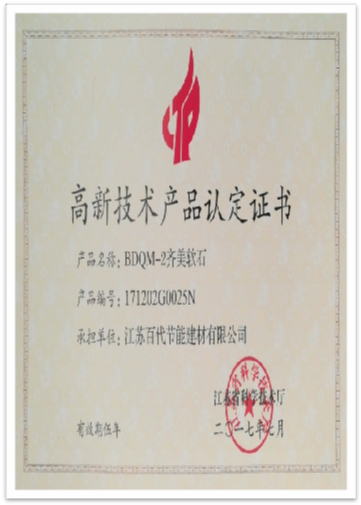 高新技术产品认定证书
产品名称：BDQM-2齐美软石
产品编号：171202G0025N
承担单位：江苏百代节能建材有限公司
江苏省科学技术厅
有效期伍年
二〇一七年七月